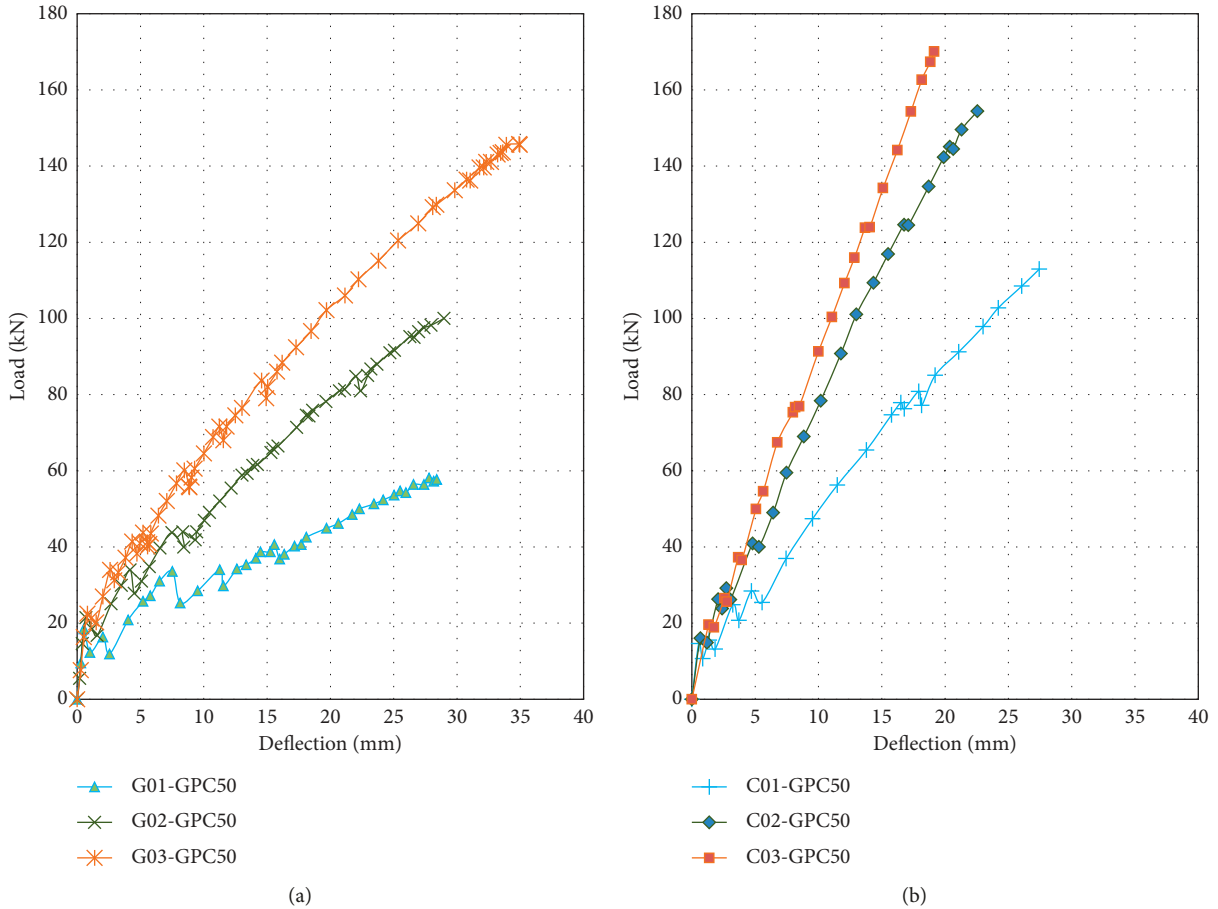 180
160
140
120
100
80
60
40
20
0
Load (kN)
0 5 10 15 20 25 30 35 40
Deflection (mm)
G01-GPC50
G02-GPC50
G03-GPC50
(a)
180
160
140
120
100
80
60
40
20
0
Load (kN)
0 5 10 15 20 25 30 35 40
Deflection (mm)
C01-GPC50
C02-GPC50
C03-GPC50
(b)